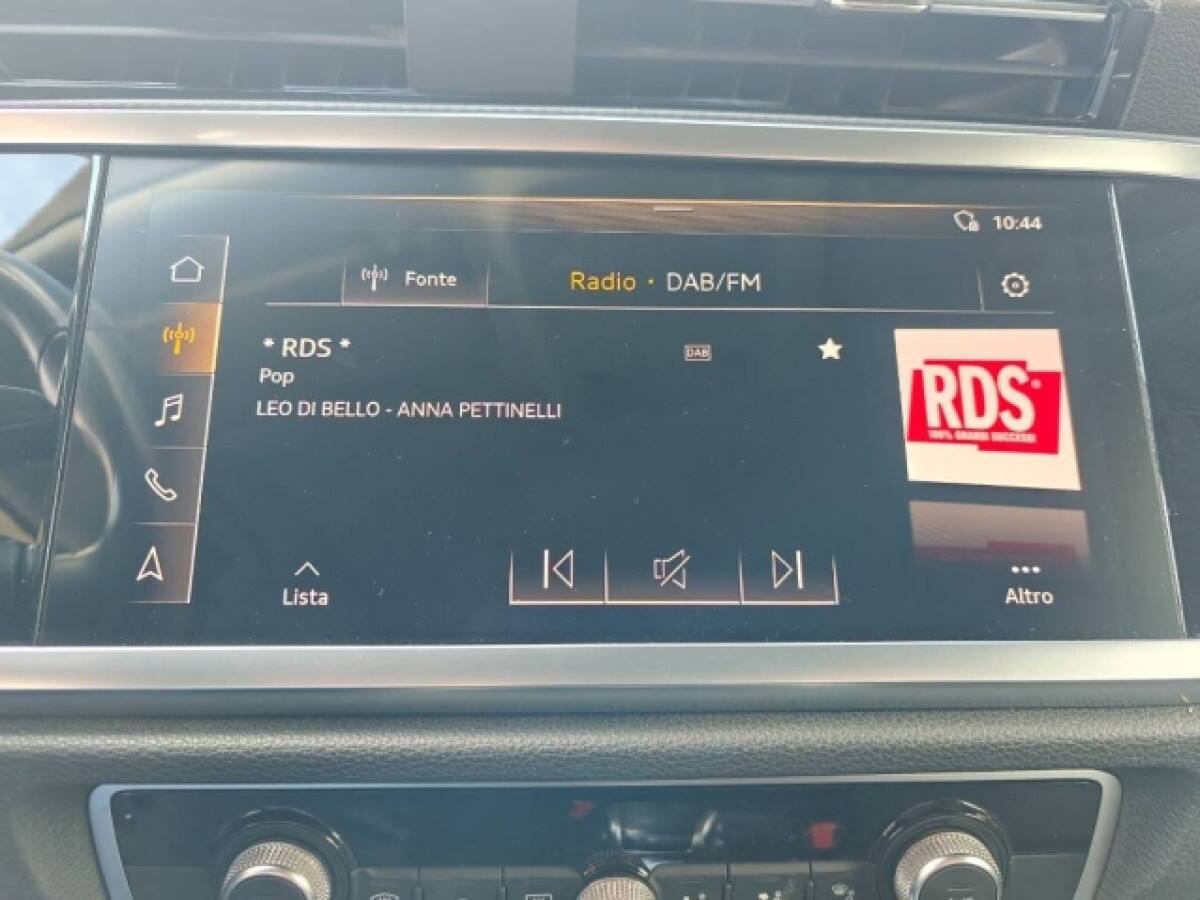 10:44
Fonte
Radio · DAB/FM
* RDS *
DAB
Pop
LEO DI BELLO - ANNA PETTINELLI
RDS
100% GRANDI SUCCESSI
Lista
Altro